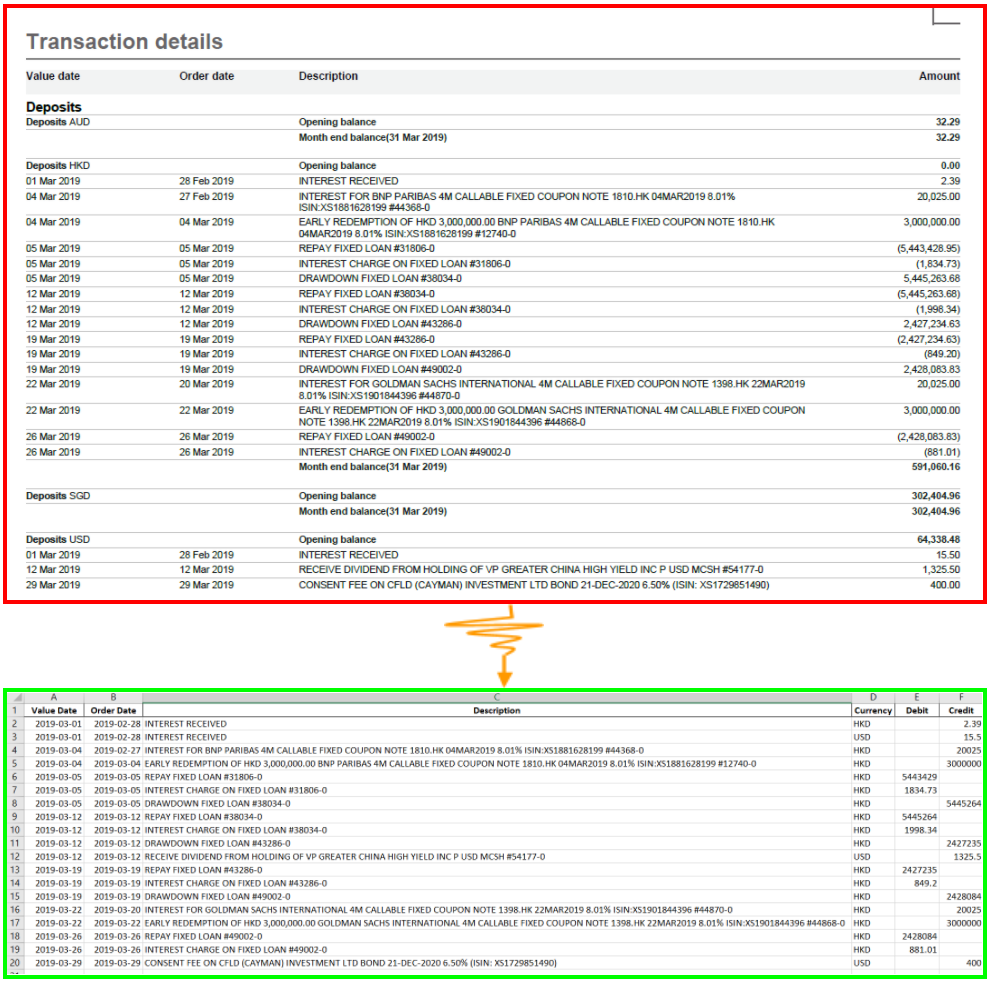 Transaction details
Value date Order date Description Amount
Deposits
Deposits AUD Opening balance 32.29
Month end balance(31 Mar 2019) 32.29
Deposits HKD Opening balance 0.00
01 Mar 2019 28 Feb 2019 INTEREST RECEIVED 2.39
04 Mar 2019 27 Feb 2019 INTEREST FOR BNP PARIBAS 4M CALLABLE FIXED COUPON NOTE 1810.HK 04MAR2019 8.01% 20,025.00
ISIN:XS1881628199 #44368-0
04 Mar 2019 04 Mar 2019 EARLY REDEMPTION OF HKD 3,000,000.00 BNP PARIBAS 4M CALLABLE FIXED COUPON NOTE 1810.HK 3,000,000.00
04MAR2019 8.01% ISIN:XS1881628199 #12740-0
05 Mar 2019 05 Mar 2019 REPAY FIXED LOAN #31806-0 (5,443,428.95)
05 Mar 2019 05 Mar 2019 INTEREST CHARGE ON FIXED LOAN #31806-0 (1,834.73)
05 Mar 2019 05 Mar 2019 DRAWDOWN FIXED LOAN #38034-0 5,445,263.68
12 Mar 2019 12 Mar 2019 REPAY FIXED LOAN #38034-0 (5,445,263.68)
12 Mar 2019 12 Mar 2019 INTEREST CHARGE ON FIXED LOAN #38034-0 (1,998.34)
12 Mar 2019 12 Mar 2019 DRAWDOWN FIXED LOAN #43286-0 2,427,234.63
19 Mar 2019 19 Mar 2019 REPAY FIXED LOAN #43286-0 (2,427,234.63)
19 Mar 2019 19 Mar 2019 INTEREST CHARGE ON FIXED LOAN #43286-0 (849.20)
19 Mar 2019 19 Mar 2019 DRAWDOWN FIXED LOAN #49002-0 2,428,083.83
22 Mar 2019 20 Mar 2019 INTEREST FOR GOLDMAN SACHS INTERNATIONAL 4M CALLABLE FIXED COUPON NOTE 1398.HK 22MAR2019 20,025.00
8.01% ISIN:XS1901844396 #44870-0
22 Mar 2019 22 Mar 2019 EARLY REDEMPTION OF HKD 3,000,000.00 GOLDMAN SACHS INTERNATIONAL 4M CALLABLE FIXED COUPON 3,000,000.00
NOTE 1398.HK 22MAR2019 8.01% ISIN:XS1901844396 #44868-0
26 Mar 2019 26 Mar 2019 REPAY FIXED LOAN #49002-0 (2,428,083.83)
26 Mar 2019 26 Mar 2019 INTEREST CHARGE ON FIXED LOAN #49002-0 (881.01)
Month end balance(31 Mar 2019) 591,060.16
Deposits SGD Opening balance 302,404.96
Month end balance(31 Mar 2019) 302,404.96
Deposits USD Opening balance 64,338.48
01 Mar 2019 28 Feb 2019 INTEREST RECEIVED 15.50
12 Mar 2019 12 Mar 2019 RECEIVE DIVIDEND FROM HOLDING OF VP GREATER CHINA HIGH YIELD INC P USD MCSH #54177-0 1,325.50
29 Mar 2019 29 Mar 2019 CONSENT FEE ON CFLD (CAYMAN) INVESTMENT LTD BOND 21-DEC-2020 6.50% (ISIN: XS1729851490) 400.00
A B C D E F
1 Value Date Order Date Description Currency Debit Credit
2 2019-03-01 2019-02-28 INTEREST RECEIVED HKD 2.39
3 2019-03-01 2019-02-28 INTEREST RECEIVED USD 15.5
4 2019-03-04 2019-02-27 INTEREST FOR BNP PARIBAS 4M CALLABLE FIXED COUPON NOTE 1810.HK 04MAR2019 8.01% ISIN:XS1881628199 #44368-0 HKD 20025
5 2019-03-04 2019-03-04 EARLY REDEMPTION OF HKD 3,000,000.00 BNP PARIBAS 4M CALLABLE FIXED COUPON NOTE 1810.HK 04MAR2019 8.01% ISIN:XS1881628199 #12740-0 HKD 3000000
6 2019-03-05 2019-03-05 REPAY FIXED LOAN #31806-0 HKD 5443429
7 2019-03-05 2019-03-05 INTEREST CHARGE ON FIXED LOAN #31806-0 HKD 1834.73
8 2019-03-05 2019-03-05 DRAWDOWN FIXED LOAN #38034-0 HKD 5445264
9 2019-03-12 2019-03-12 REPAY FIXED LOAN #38034-0 HKD 5445264
10 2019-03-12 2019-03-12 INTEREST CHARGE ON FIXED LOAN #38034-0 HKD 1998.34
11 2019-03-12 2019-03-12 DRAWDOWN FIXED LOAN #43286-0 HKD 2427235
12 2019-03-12 2019-03-12 RECEIVE DIVIDEND FROM HOLDING OF VP GREATER CHINA HIGH YIELD INC P USD MCSH #54177-0 USD 1325.5
13 2019-03-19 2019-03-19 REPAY FIXED LOAN #43286-0 HKD 2427235
14 2019-03-19 2019-03-19 INTEREST CHARGE ON FIXED LOAN #43286-0 HKD 849.2
15 2019-03-19 2019-03-19 DRAWDOWN FIXED LOAN #49002-0 HKD 2428084
16 2019-03-22 2019-03-20 INTEREST FOR GOLDMAN SACHS INTERNATIONAL 4M CALLABLE FIXED COUPON NOTE 1398.HK 22MAR2019 8.01% ISIN:XS1901844396 #44870-0 HKD 20025
17 2019-03-22 2019-03-22 EARLY REDEMPTION OF HKD 3,000,000.00 GOLDMAN SACHS INTERNATIONAL 4M CALLABLE FIXED COUPON NOTE 1398.HK 22MAR2019 8.01% ISIN:XS1901844396 #44868-0 HKD 3000000
18 2019-03-26 2019-03-26 REPAY FIXED LOAN #49002-0 HKD 2428084
19 2019-03-26 2019-03-26 INTEREST CHARGE ON FIXED LOAN #49002-0 HKD 881.01
20 2019-03-29 2019-03-29 CONSENT FEE ON CFLD (CAYMAN) INVESTMENT LTD BOND 21-DEC-2020 6.50% (ISIN: XS1729851490) USD 400